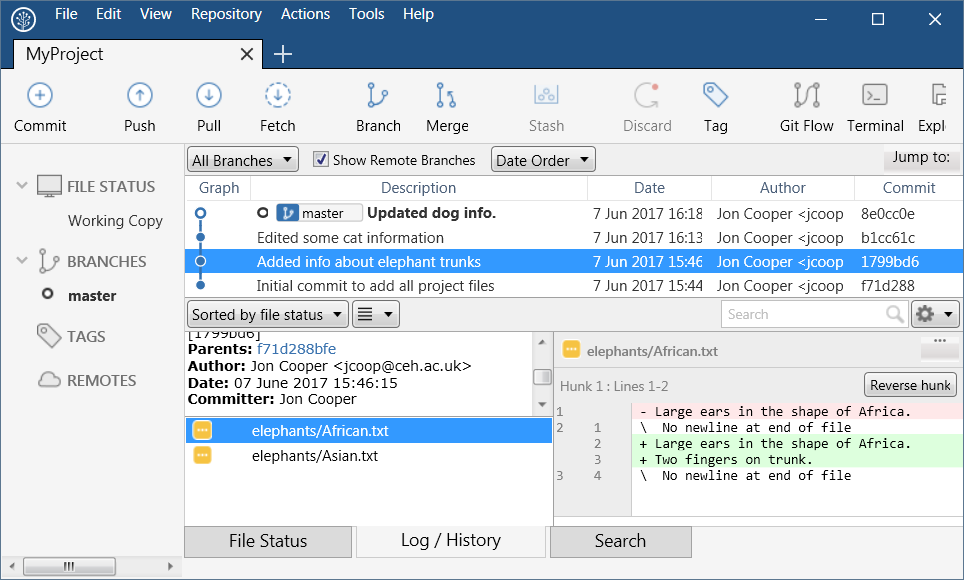 File Edit View Repository Actions Tools Help
MyProject
Commit Push Pull Fetch Branch Merge Stash Discard Tag Git Flow Terminal Expl
All Branches Show Remote Branches Date Order Jump to:
Graph Description Date Author Commit
master Updated dog info. 7 Jun 2017 16:18 Jon Cooper <jcoop 8e0cc0e
Edited some cat information 7 Jun 2017 16:13 Jon Cooper <jcoop b1cc61c
Added info about elephant trunks 7 Jun 2017 15:46 Jon Cooper <jcoop 1799bd6
Initial commit to add all project files 7 Jun 2017 15:44 Jon Cooper <jcoop f71d288
FILE STATUS
Working Copy
BRANCHES
master
TAGS
REMOTES
Sorted by file status Search
[1799bd6]
Parents: f71d288bfe
Author: Jon Cooper <jcoop@ceh.ac.uk>
Date: 07 June 2017 15:46:15
Committer: Jon Cooper
elephants/African.txt
elephants/Asian.txt
elephants/African.txt
Hunk 1 : Lines 1-2 Reverse hunk
1 - Large ears in the shape of Africa.
2 1 \ No newline at end of file
2 + Large ears in the shape of Africa.
3 + Two fingers on trunk.
3 4 \ No newline at end of file
File Status Log / History Search